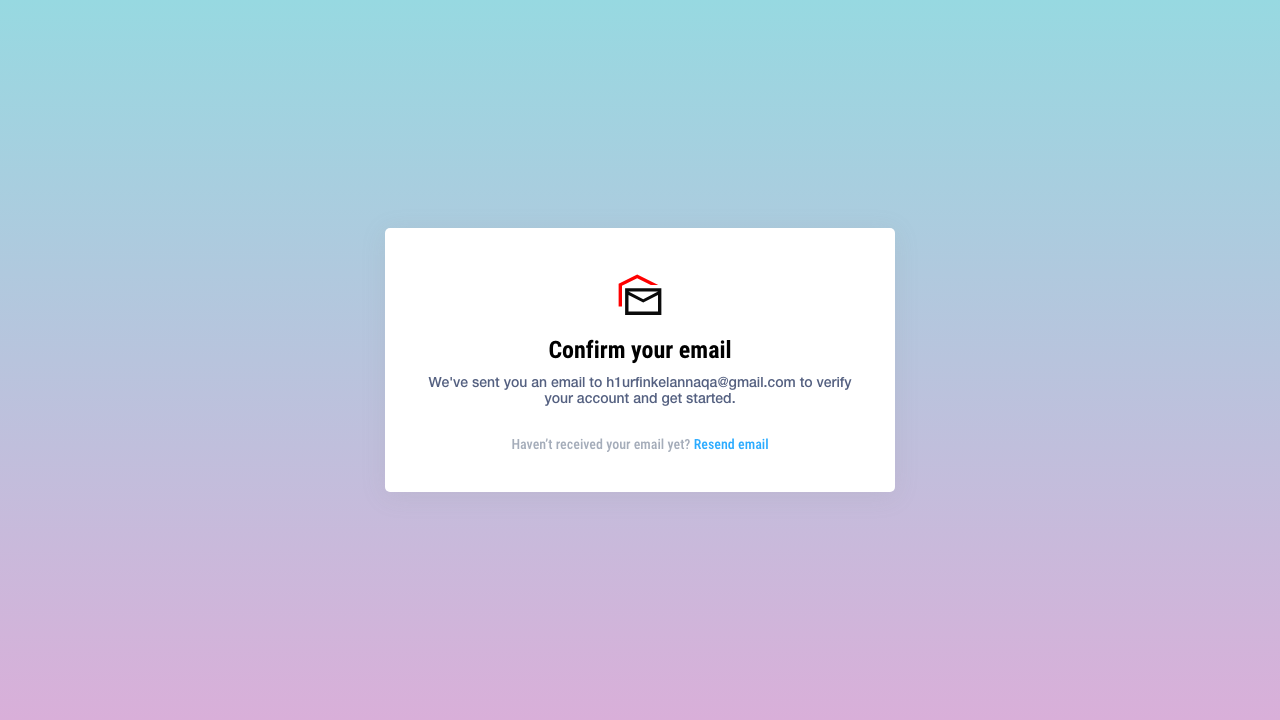 Confirm your email
We've sent you an email to h1urfinkelannaqa@gmail.com to verify
your account and get started.
Haven't received your email yet? Resend email